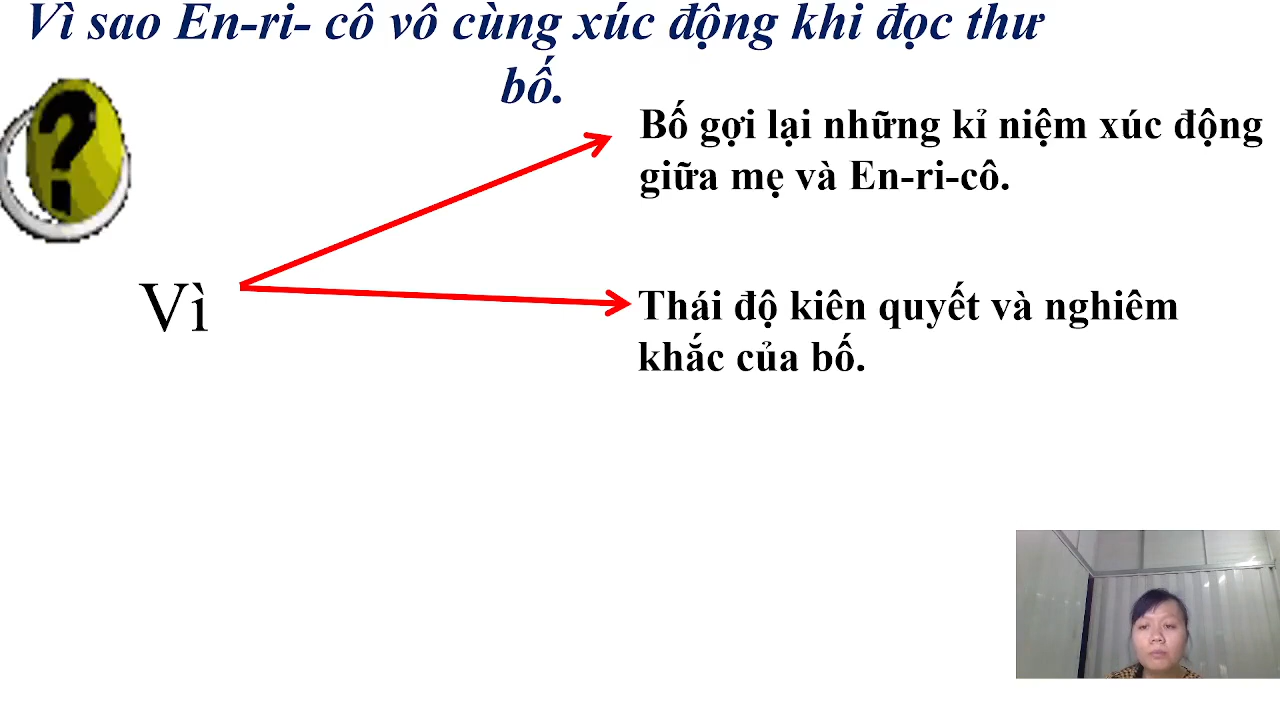 Vì sao En-ri- cô vô cùng xúc động khi đọc thư
bố.
?
Bố gợi lại những kỉ niệm xúc động
giữa mẹ và En-ri-cô.
Vì
Thái độ kiên quyết và nghiêm
khắc của bố.